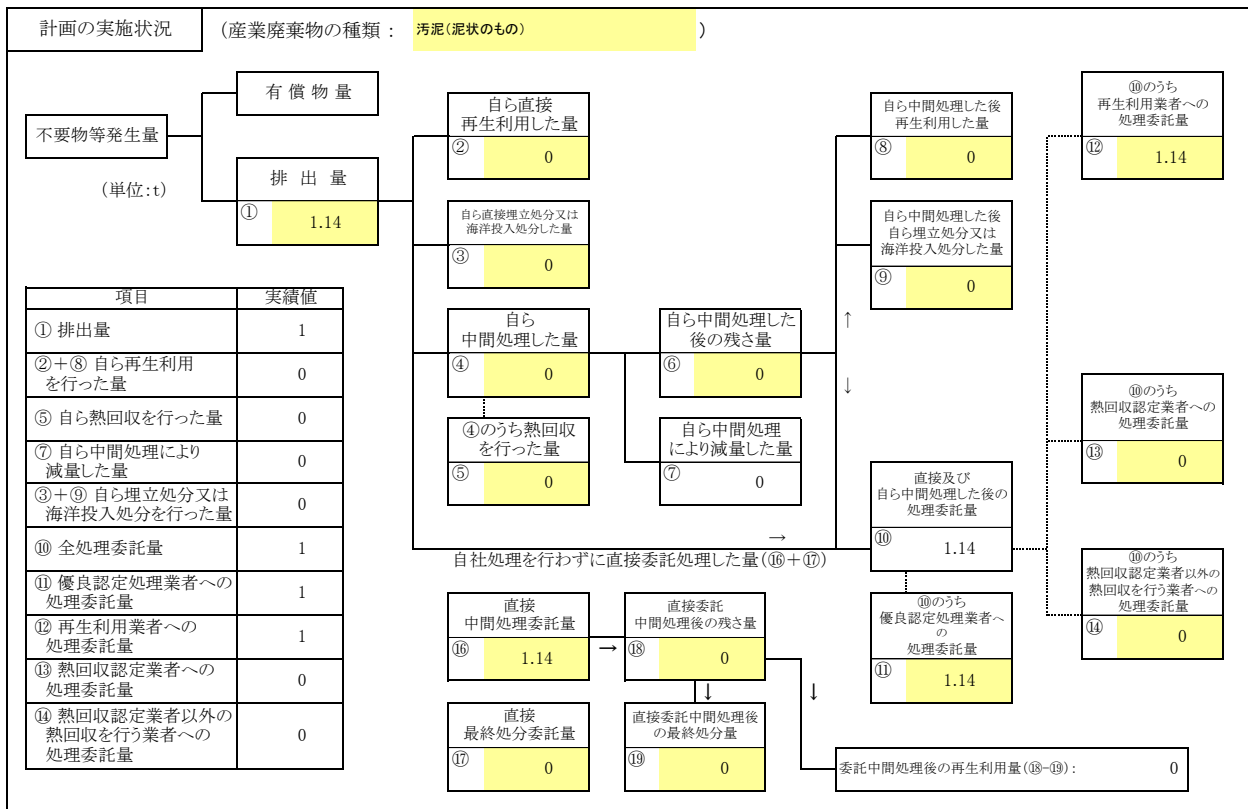 計画の実施状況
(産業廃棄物の種類： 汚泥(泥状のもの) )
有 償 物 量
不要物等発生量
(単位:t)
排 出 量
① 1.14
自ら直接
再生利用した量
② 0
自ら直接埋立処分又は
海洋投入処分した量
③ 0
自ら
中間処理した量
④ 0
④のうち熱回収
を行った量
⑤ 0
自ら中間処理した
後の残さ量
⑥ 0
自ら中間処理
により減量した量
⑦ 0
自ら中間処理した後
再生利用した量
⑧ 0
自ら中間処理した後
自ら埋立処分又は
海洋投入処分した量
⑨ 0
↑
↓
直接及び
自ら中間処理した後の
処理委託量
⑩ 1.14
⑩のうち
再生利用業者への
処理委託量
⑫ 1.14
⑩のうち
熱回収認定業者への
処理委託量
⑬ 0
⑩のうち
熱回収認定業者以外の
熱回収を行う業者への
処理委託量
⑭ 0
⑩のうち
優良認定処理業者へ
の
処理委託量
⑪ 1.14
→
自社処理を行わずに直接委託処理した量(⑯+⑰)
直接
中間処理委託量
⑯ 1.14
→
直接委託
中間処理後の残さ量
⑱ 0
↓
↓
直接
最終処分委託量
⑰ 0
直接委託中間処理後
の最終処分量
⑲ 0
委託中間処理後の再生利用量(⑱-⑲)： 0
項目 実績値
① 排出量 1
②+⑧ 自ら再生利用
を行った量 0
⑤ 自ら熱回収を行った量 0
⑦ 自ら中間処理により
減量した量 0
③+⑨ 自ら埋立処分又は
海洋投入処分を行った量 0
⑩ 全処理委託量 1
⑪ 優良認定処理業者への
処理委託量 1
⑫ 再生利用業者への
処理委託量 1
⑬ 熱回収認定業者への
処理委託量 0
⑭ 熱回収認定業者以外の
熱回収を行う業者への
処理委託量 0